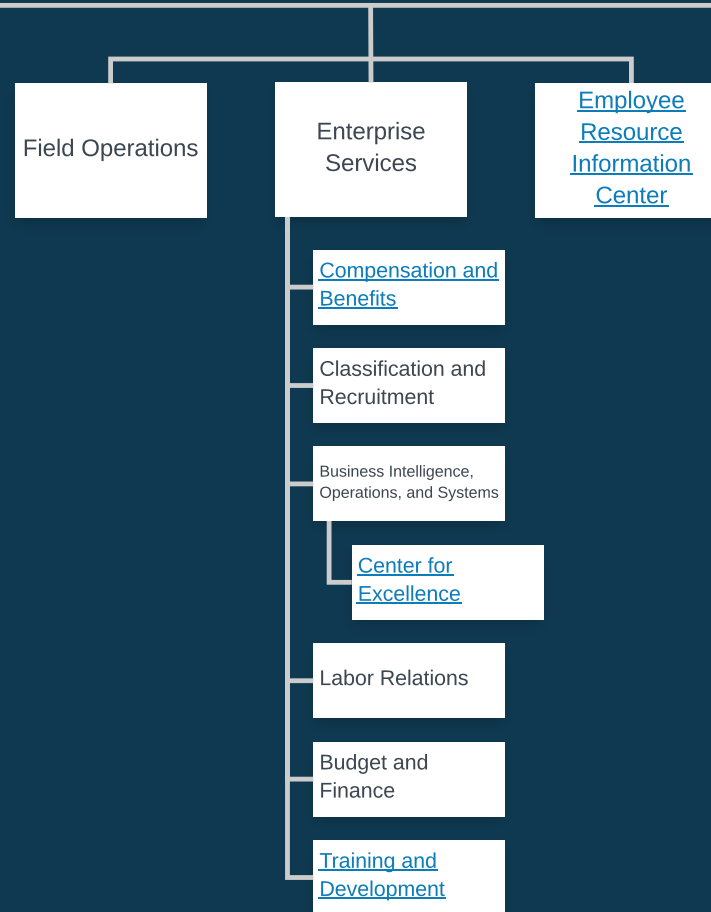 Field Operations
Enterprise
Services
Employee
Resource
Information
Center
Compensation and
Benefits
Classification and
Recruitment
Business Intelligence,
Operations, and Systems
Center for
Excellence
Labor Relations
Budget and
Finance
Training and
Development